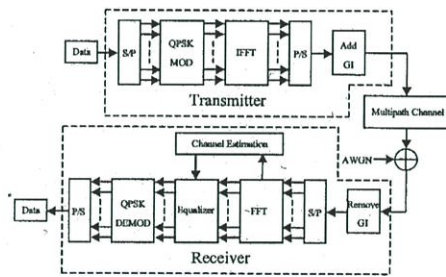 Data
S/P
QPSK
MOD
IFFT
P/S
Add
GI
Transmitter
Multipath Channel
AWGN
Channel Estimation
Data
P/S
QPSK
DEMOD
Equalizer
FFT
S/P
Remove
GI
Receiver